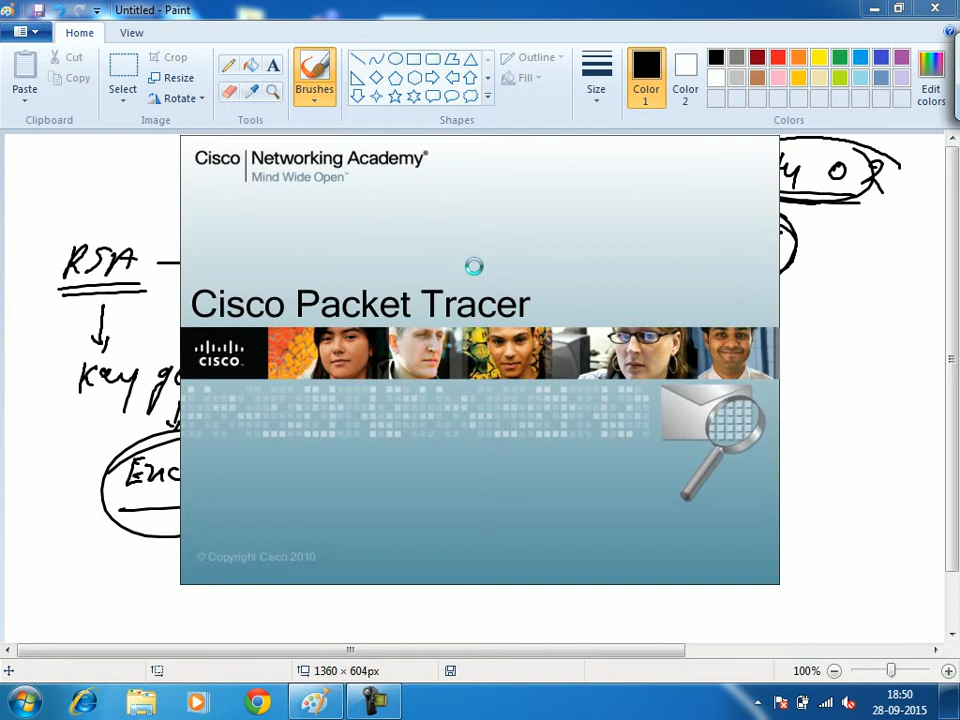 Untitled - Paint
Home View
Paste
Cut
Copy
Clipboard
Select
Crop
Resize
Rotate
Image
A
Tools
Brushes
Outline
Fill
Shapes
Size
Color 1
Color 2
Edit colors
Colors
Cisco Networking Academy®
Mind Wide Open™
RSA
Cisco Packet Tracer
CISCO
Key
Enc
© Copyright Cisco 2010
1360 × 604px
100%
18:50
28-09-2015